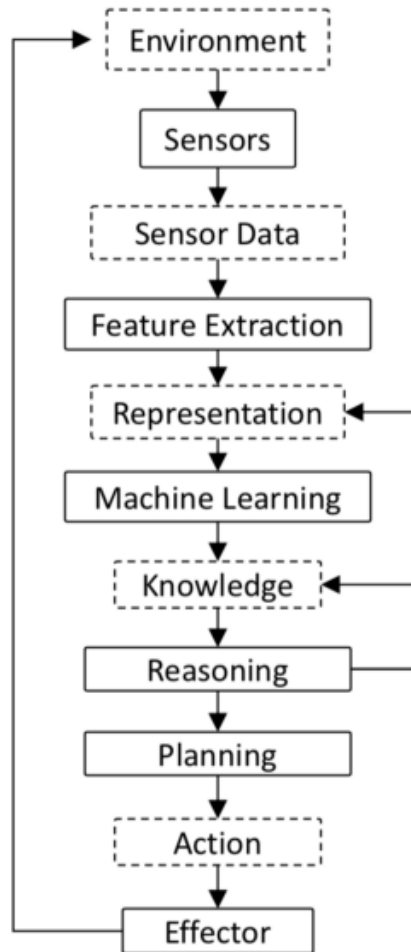 Environment
Sensors
Sensor Data
Feature Extraction
Representation
Machine Learning
Knowledge
Reasoning
Planning
Action
Effector